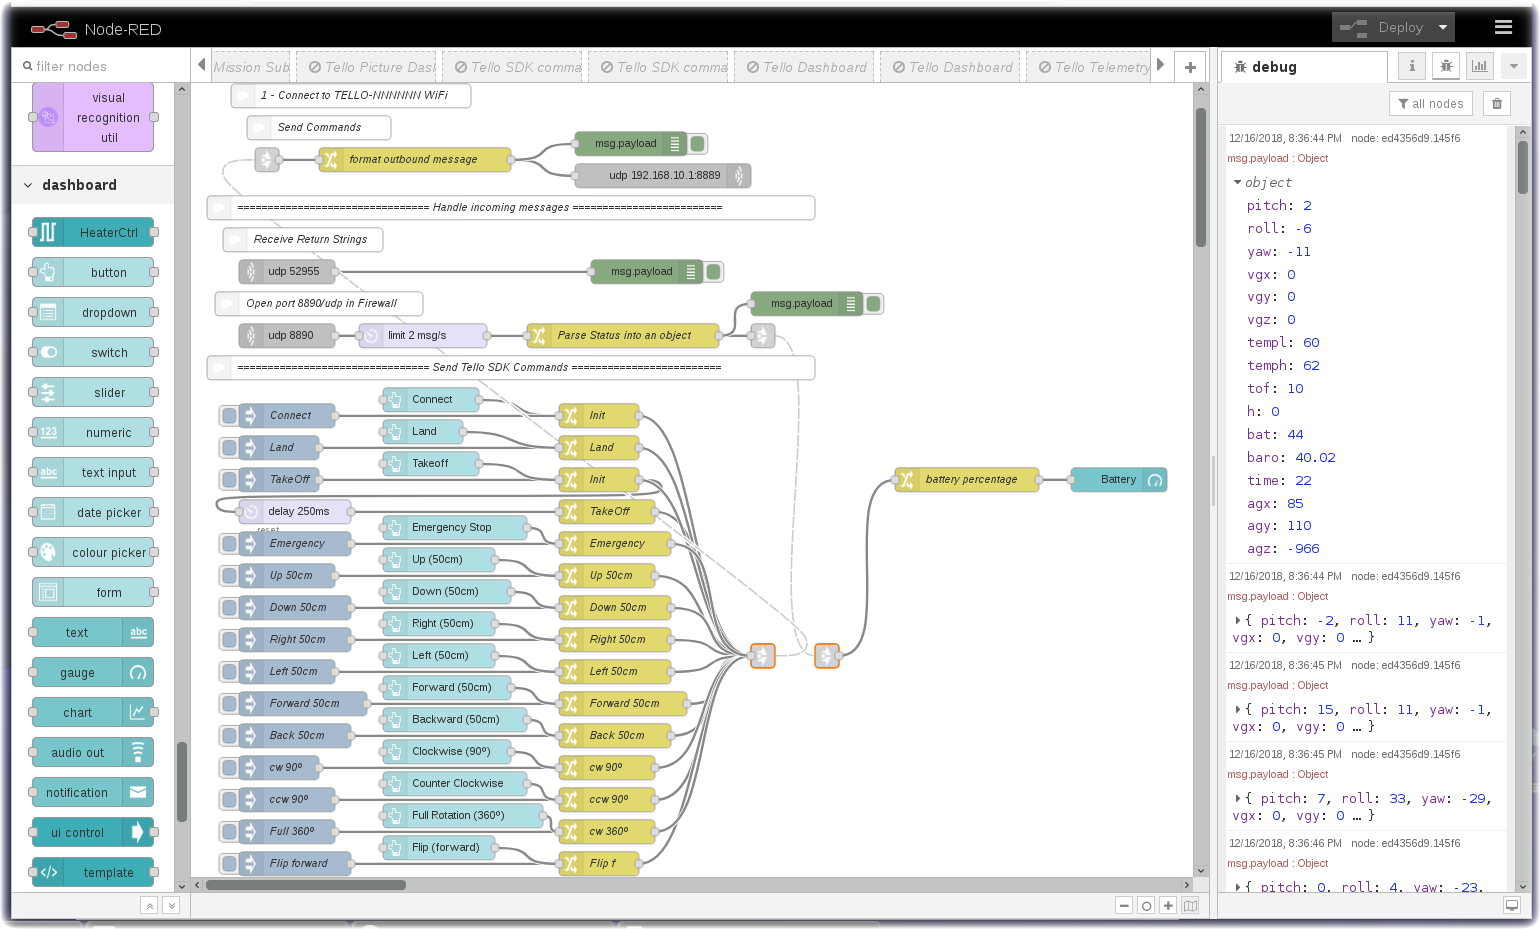 Node-RED
Deploy
filter nodes
visual
recognition
util
dashboard
HeaterCtrl
button
dropdown
switch
slider
numeric
text input
date picker
colour picker
form
text
gauge
chart
audio out
notification
ui control
template
Mission Sub
Tello Picture Das
Tello SDK comma
Tello SDK comma
Tello Dashboard
Tello Dashboard
Tello Telemetry
1 - Connect to TELLO-NNNNNN WiFi
Send Commands
format outbound message
msg.payload
udp 192.168.10.1:8889
============================== Handle incoming messages ========================
Receive Return Strings
udp 52955
msg.payload
Open port 8890/udp in Firewall
msg.payload
udp 8890
limit 2 msg/s
Parse Status into an object
============================== Send Tello SDK Commands ========================
Connect
Connect
Init
Land
Land
Land
TakeOff
Takeoff
Init
delay 250ms
TakeOff
reset
Emergency
Emergency Stop
Emergency
Up 50cm
Up (50cm)
Up 50cm
Down 50cm
Down (50cm)
Down 50cm
Right 50cm
Right (50cm)
Right 50cm
Left 50cm
Left (50cm)
Left 50cm
Forward 50cm
Forward (50cm)
Forward 50cm
Back 50cm
Backward (50cm)
Back 50cm
cw 90º
Clockwise (90º)
cw 90º
ccw 90º
Counter Clockwise
ccw 90º
Full 360º
Full Rotation (360º)
cw 360º
Flip forward
Flip (forward)
Flip f
battery percentage
Battery
debug
all nodes
12/16/2018, 8:36:44 PM node: ed4356d9.145f6
msg.payload : Object
object
pitch: 2
roll: -6
yaw: -11
vgx: 0
vgy: 0
vgz: 0
templ: 60
temph: 62
tof: 10
h: 0
bat: 44
baro: 40.02
time: 22
agx: 85
agy: 110
agz: -966
12/16/2018, 8:36:44 PM node: ed4356d9.145f6
msg.payload : Object
{ pitch: -2, roll: 11, yaw: -1,
vgx: 0, vgy: 0 … }
12/16/2018, 8:36:45 PM node: ed4356d9.145f6
msg.payload : Object
{ pitch: 15, roll: 11, yaw: -1,
vgx: 0, vgy: 0 … }
12/16/2018, 8:36:45 PM node: ed4356d9.145f6
msg.payload : Object
{ pitch: 7, roll: 33, yaw: -29,
vgx: 0, vgy: 0 … }
12/16/2018, 8:36:46 PM node: ed4356d9.145f6
msg.payload : Object
{ pitch: 0, roll: 4, yaw: -23,